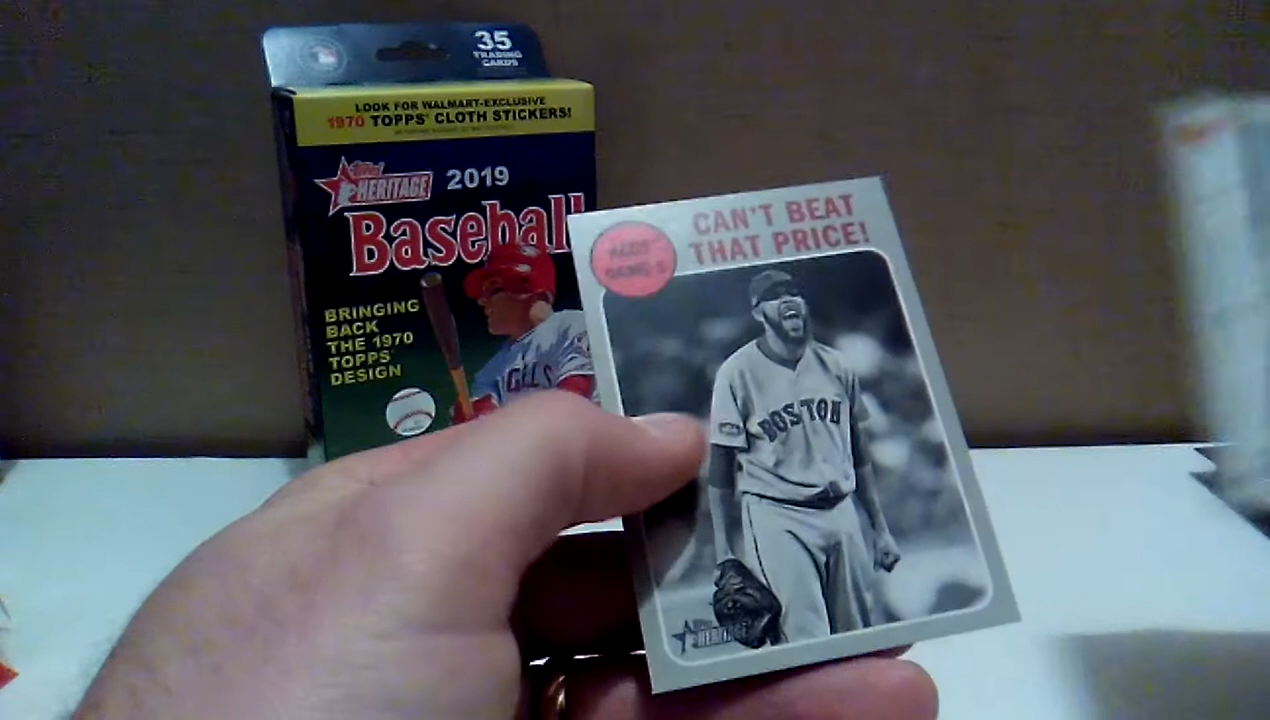 35
TRADING
CARDS
LOOK FOR WALMART-EXCLUSIVE
1970 TOPPS® CLOTH STICKERS!
Topps
HERITAGE 2019
Baseball
BRINGING
BACK
THE 1970
TOPPS®
DESIGN
ANGELS
CAN'T BEAT
THAT PRICE!
BOSTON
Topps
HERITAGE